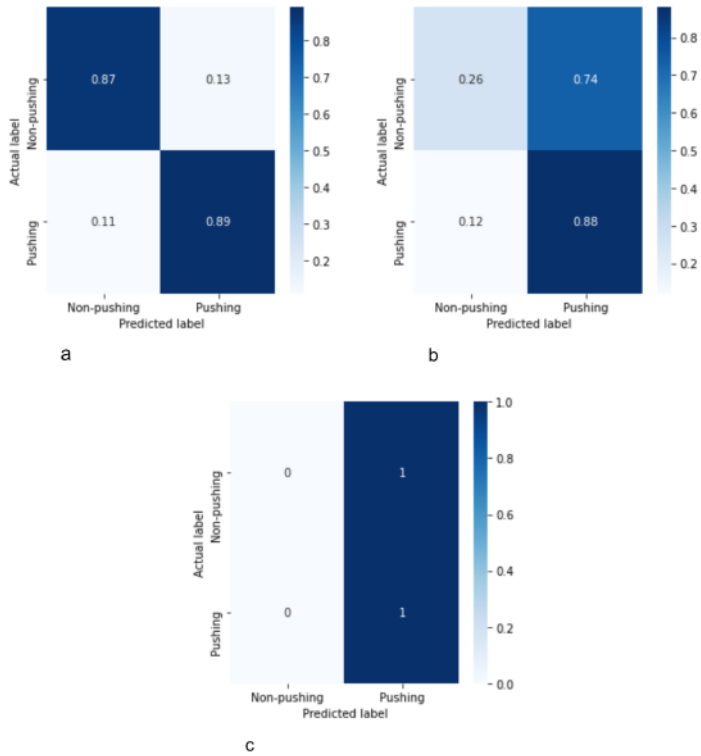 0.87 0.13
0.11 0.89
Actual label
Non-pushing
Pushing
Non-pushing Pushing
Predicted label
0.8
0.7
0.6
0.5
0.4
0.3
0.2
a
0.26 0.74
0.12 0.88
Actual label
Non-pushing
Pushing
Non-pushing Pushing
Predicted label
0.8
0.7
0.6
0.5
0.4
0.3
0.2
b
0 1
0 1
Actual label
Non-pushing
Pushing
Non-pushing Pushing
Predicted label
1.0
0.8
0.6
0.4
0.2
0.0
c